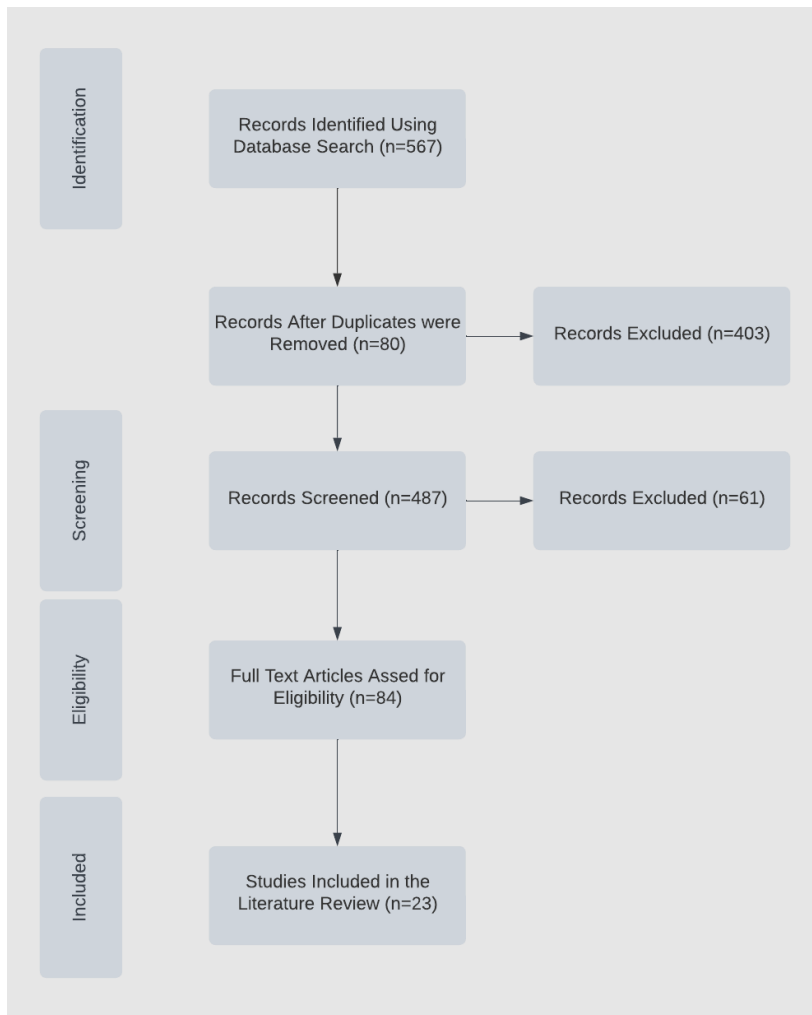 Identification
Records Identified Using
Database Search (n=567)
Records After Duplicates were
Removed (n=80)
Records Excluded (n=403)
Screening
Records Screened (n=487)
Records Excluded (n=61)
Eligibility
Full Text Articles Assed for
Eligibility (n=84)
Included
Studies Included in the
Literature Review (n=23)